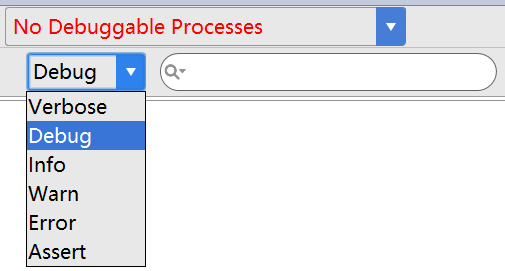 No Debuggable Processes
Debug
Verbose
Debug
Info
Warn
Error
Assert